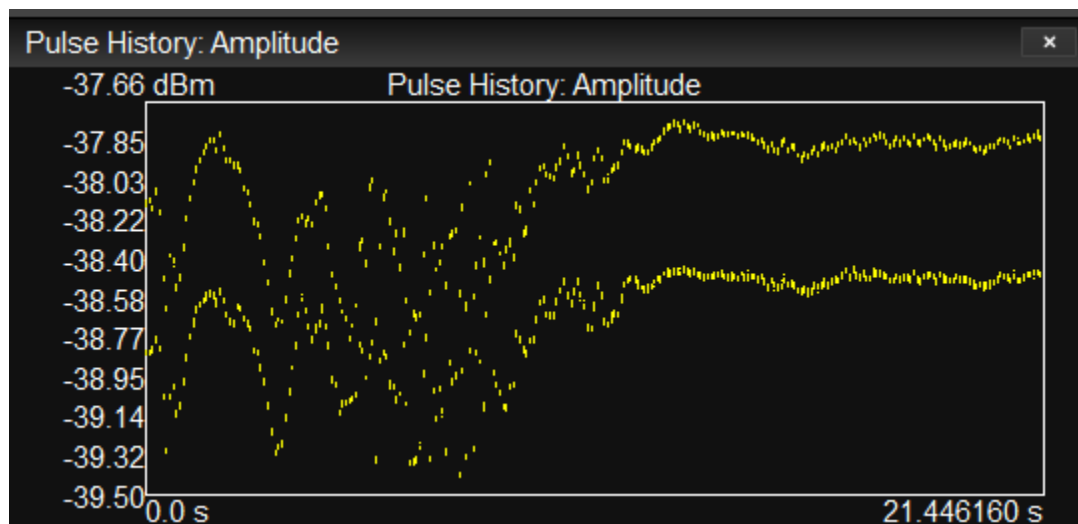 Pulse History: Amplitude
×
-37.66 dBm
Pulse History: Amplitude
-37.85
-38.03
-38.22
-38.40
-38.58
-38.77
-38.95
-39.14
-39.32
-39.50
0.0 s
21.446160 s